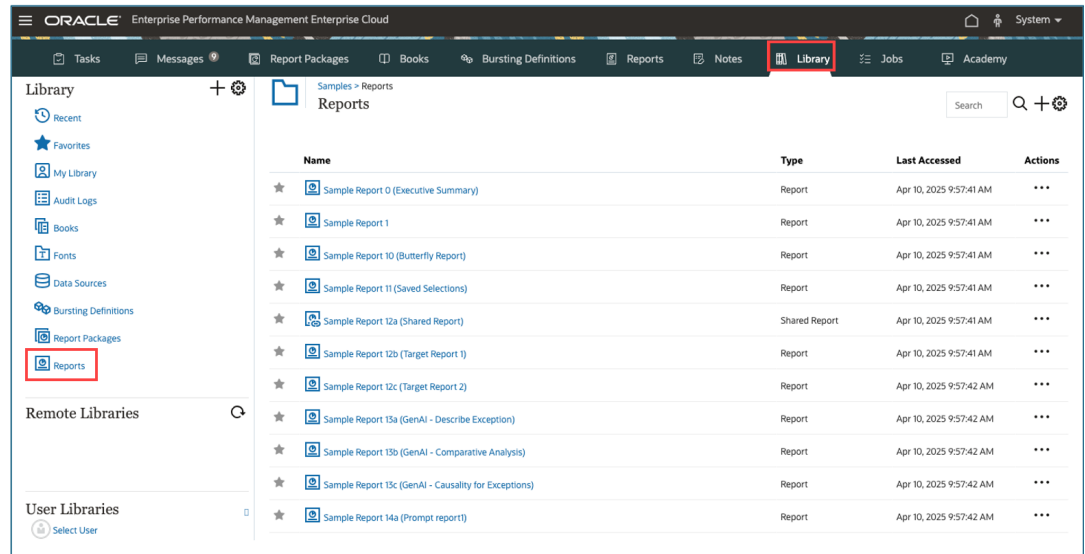 ORACLE Enterprise Performance Management Enterprise Cloud System
Tasks Messages 9 Report Packages Books Bursting Definitions Reports Notes Library Jobs Academy
Library
Recent
Favorites
My Library
Audit Logs
Books
Fonts
Data Sources
Bursting Definitions
Report Packages
Reports
Remote Libraries
User Libraries
Select User
Samples > Reports
Reports
Search
Name Type Last Accessed Actions
Sample Report 0 (Executive Summary) Report Apr 10, 2025 9:57:41 AM
Sample Report 1 Report Apr 10, 2025 9:57:41 AM
Sample Report 10 (Butterfly Report) Report Apr 10, 2025 9:57:41 AM
Sample Report 11 (Saved Selections) Report Apr 10, 2025 9:57:41 AM
Sample Report 12a (Shared Report) Shared Report Apr 10, 2025 9:57:41 AM
Sample Report 12b (Target Report 1) Report Apr 10, 2025 9:57:41 AM
Sample Report 12c (Target Report 2) Report Apr 10, 2025 9:57:42 AM
Sample Report 13a (GenAI - Describe Exception) Report Apr 10, 2025 9:57:42 AM
Sample Report 13b (GenAI - Comparative Analysis) Report Apr 10, 2025 9:57:42 AM
Sample Report 13c (GenAI - Causality for Exceptions) Report Apr 10, 2025 9:57:42 AM
Sample Report 14a (Prompt report1) Report Apr 10, 2025 9:57:42 AM